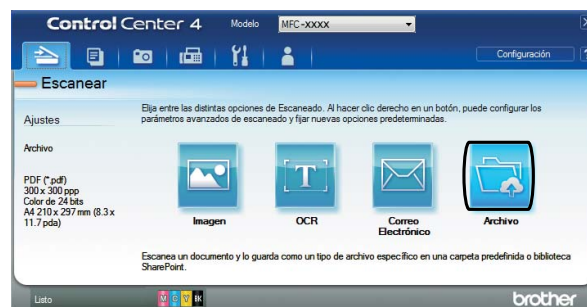 Control Center 4
Modelo
MFC-XXXX
Configuración
?
Escanear
Elija entre las distintas opciones de Escaneado. Al hacer clic derecho en un botón, puede configurar los
parámetros avanzados de escaneado y fijar nuevas opciones predeterminadas.
Ajustes
Archivo
PDF (*.pdf)
300 x 300 ppp
Color de 24 bits
A4 210 x 297 mm (8.3 x
11.7 pda)
T
Imagen
OCR
Correo
Electrónico
Archivo
Escanea un documento y lo guarda como un tipo de archivo específico en una carpeta predefinida o biblioteca
SharePoint.
Listo
M C Y BK
brother